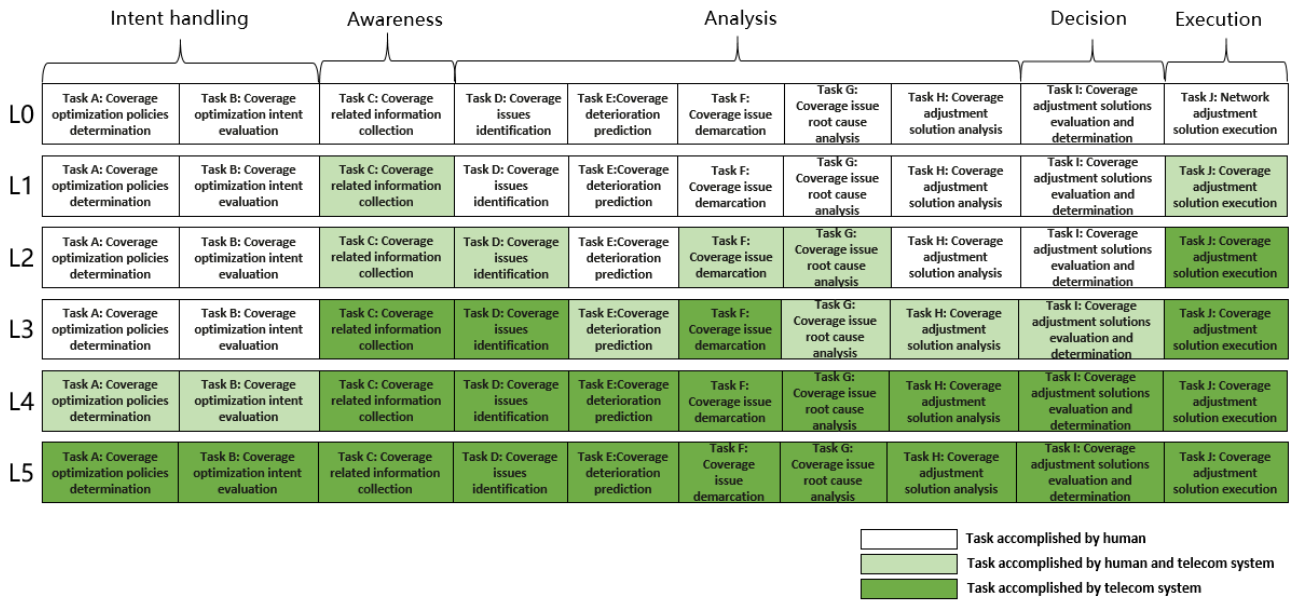 Intent handling
Awareness
Analysis
Decision
Execution
L0
Task A: Coverage
optimization policies
determination
Task B: Coverage
optimization intent
evaluation
Task C: Coverage
related information
collection
Task D: Coverage
issues
identification
Task E:Coverage
deterioration
prediction
Task F:
Coverage issue
demarcation
Task G:
Coverage issue
root cause
analysis
Task H: Coverage
adjustment
solution analysis
Task I: Coverage
adjustment solutions
evaluation and
determination
Task J: Network
adjustment
solution execution
L1
Task A: Coverage
optimization policies
determination
Task B: Coverage
optimization intent
evaluation
Task C: Coverage
related information
collection
Task D: Coverage
issues
identification
Task E:Coverage
deterioration
prediction
Task F:
Coverage issue
demarcation
Task G:
Coverage issue
root cause
analysis
Task H: Coverage
adjustment
solution analysis
Task I: Coverage
adjustment solutions
evaluation and
determination
Task J: Coverage
adjustment
solution execution
L2
Task A: Coverage
optimization policies
determination
Task B: Coverage
optimization intent
evaluation
Task C: Coverage
related information
collection
Task D: Coverage
issues
identification
Task E:Coverage
deterioration
prediction
Task F:
Coverage issue
demarcation
Task G:
Coverage issue
root cause
analysis
Task H: Coverage
adjustment
solution analysis
Task I: Coverage
adjustment solutions
evaluation and
determination
Task J: Coverage
adjustment
solution execution
L3
Task A: Coverage
optimization policies
determination
Task B: Coverage
optimization intent
evaluation
Task C: Coverage
related information
collection
Task D: Coverage
issues
identification
Task E:Coverage
deterioration
prediction
Task F:
Coverage issue
demarcation
Task G:
Coverage issue
root cause
analysis
Task H: Coverage
adjustment
solution analysis
Task I: Coverage
adjustment solutions
evaluation and
determination
Task J: Coverage
adjustment
solution execution
L4
Task A: Coverage
optimization policies
determination
Task B: Coverage
optimization intent
evaluation
Task C: Coverage
related information
collection
Task D: Coverage
issues
identification
Task E:Coverage
deterioration
prediction
Task F:
Coverage issue
demarcation
Task G:
Coverage issue
root cause
analysis
Task H: Coverage
adjustment
solution analysis
Task I: Coverage
adjustment solutions
evaluation and
determination
Task J: Coverage
adjustment
solution execution
L5
Task A: Coverage
optimization policies
determination
Task B: Coverage
optimization intent
evaluation
Task C: Coverage
related information
collection
Task D: Coverage
issues
identification
Task E:Coverage
deterioration
prediction
Task F:
Coverage
issue
demarcation
Task G:
Coverage issue
root cause
analysis
Task H: Coverage
adjustment
solution analysis
Task I: Coverage
adjustment solutions
evaluation and
determination
Task J: Coverage
adjustment
solution execution
Task accomplished by human
Task accomplished by human and telecom system
Task accomplished by telecom system